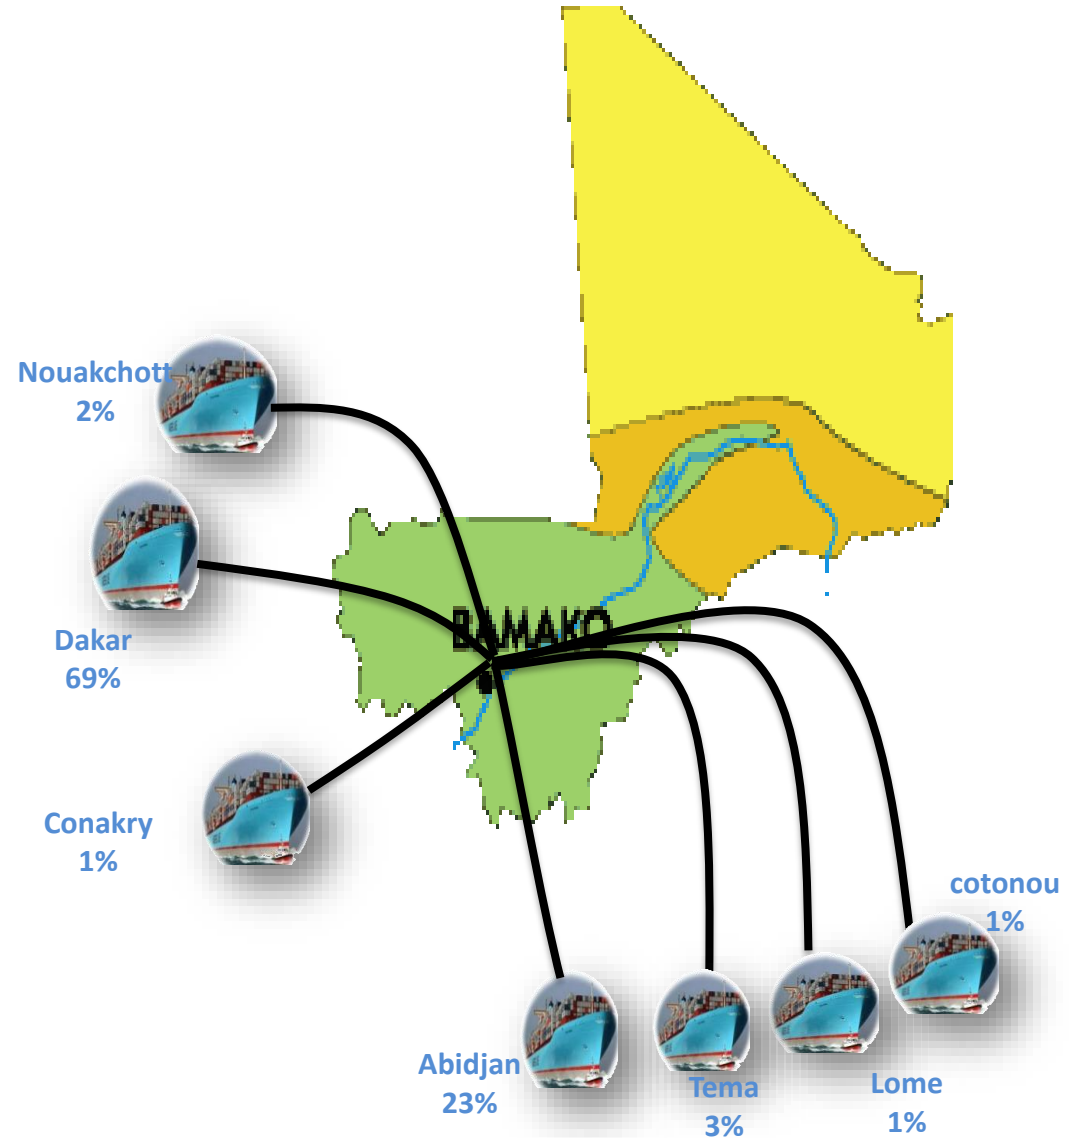 Nouakchott
2%
BAMAKO
Dakar
69%
Conakry
1%
cotonou
1%
Abidjan
23%
Tema
3%
Lome
1%